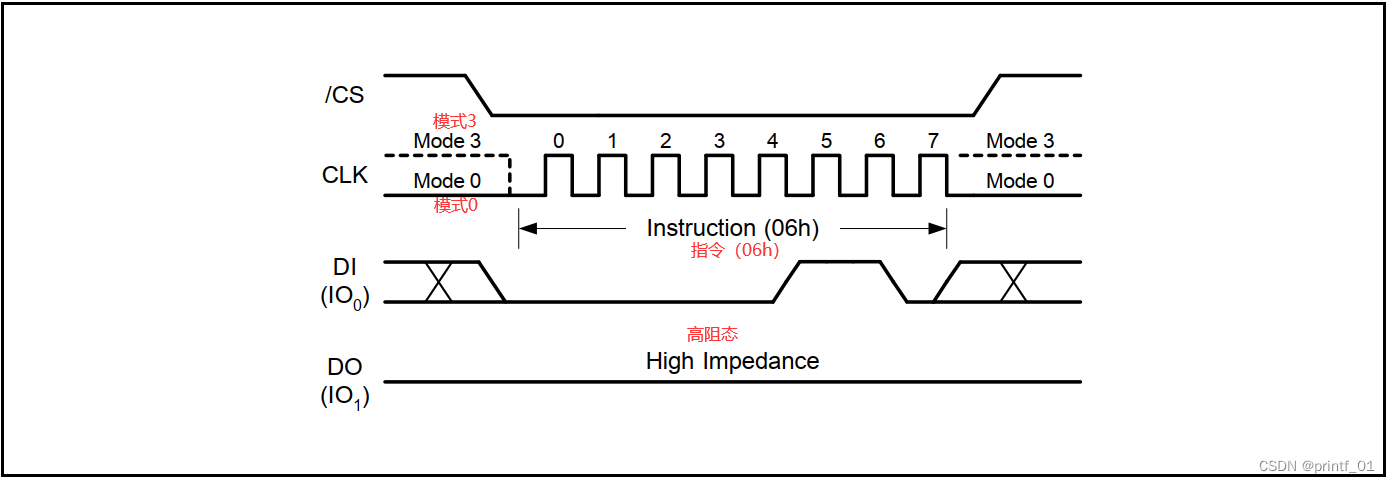 /CS
模式3
Mode 3 0 1 2 3 4 5 6 7 Mode 3
CLK
Mode 0 Mode 0
模式0
Instruction (06h)
指令（06h）
DI
(IO0)
高阻态
High Impedance
DO
(IO1)
CSDN @printf_01